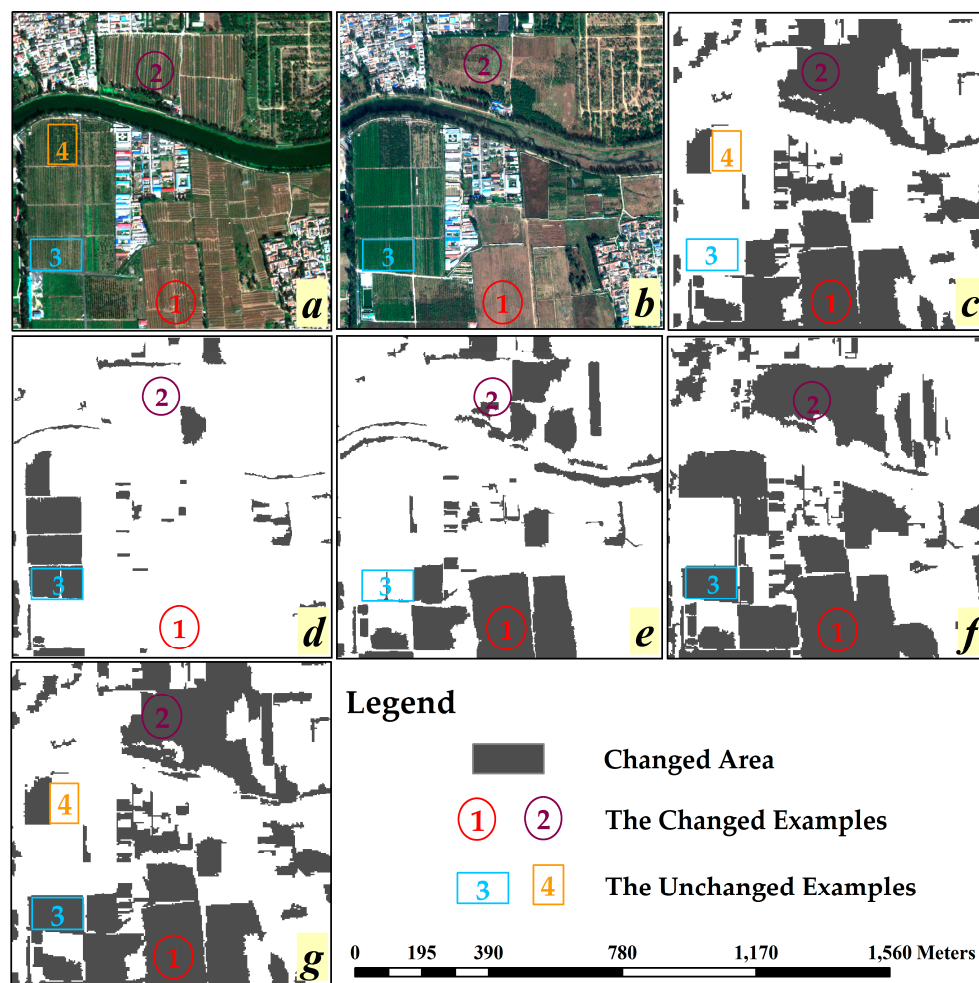 2
4
3
1
a
2
3
1
b
2
4
3
1
c
2
3
1
d
2
3
1
e
2
3
1
f
2
4
3
1
g
Legend
Changed Area
1 2 The Changed Examples
3 4 The Unchanged Examples
0 195 390 780 1,170 1,560 Meters